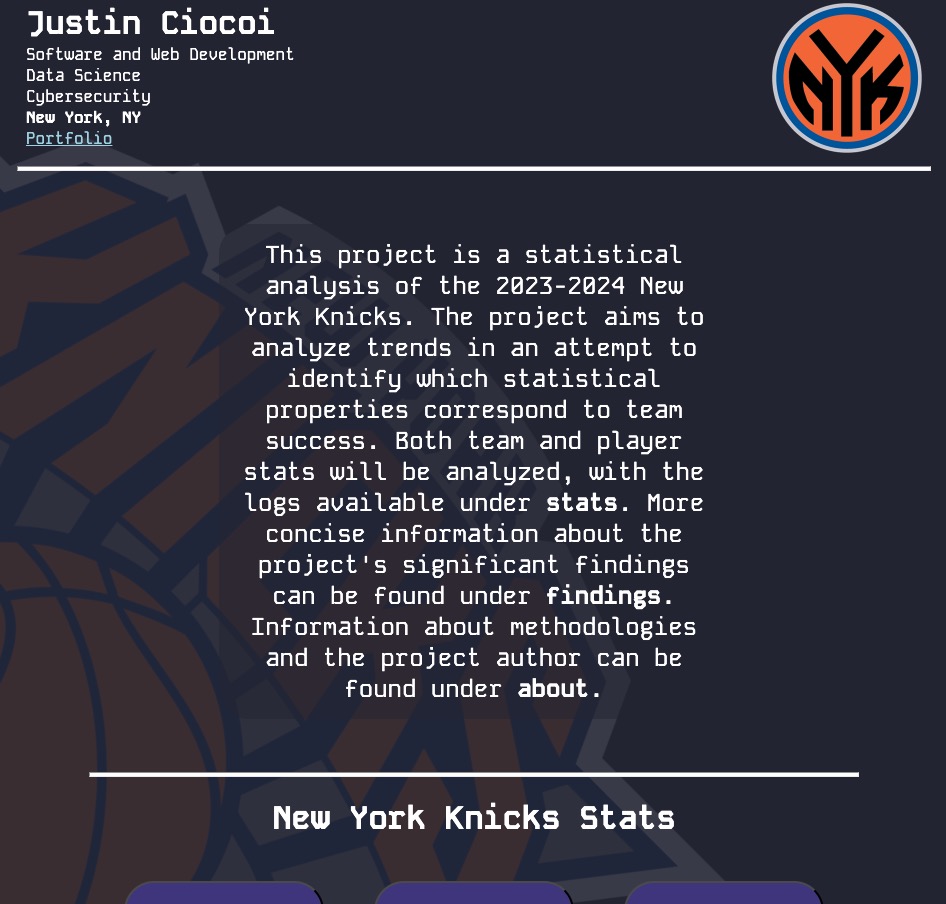 Justin Ciocoi
Software and Web Development
Data Science
Cybersecurity
New York, NY
Portfolio
NYK
This project is a statistical
analysis of the 2023-2024 New
York Knicks. The project aims to
analyze trends in an attempt to
identify which statistical
properties correspond to team
success. Both team and player
stats will be analyzed, with the
logs available under stats. More
concise information about the
project's significant findings
can be found under findings.
Information about methodologies
and the project author can be
found under about.
New York Knicks Stats